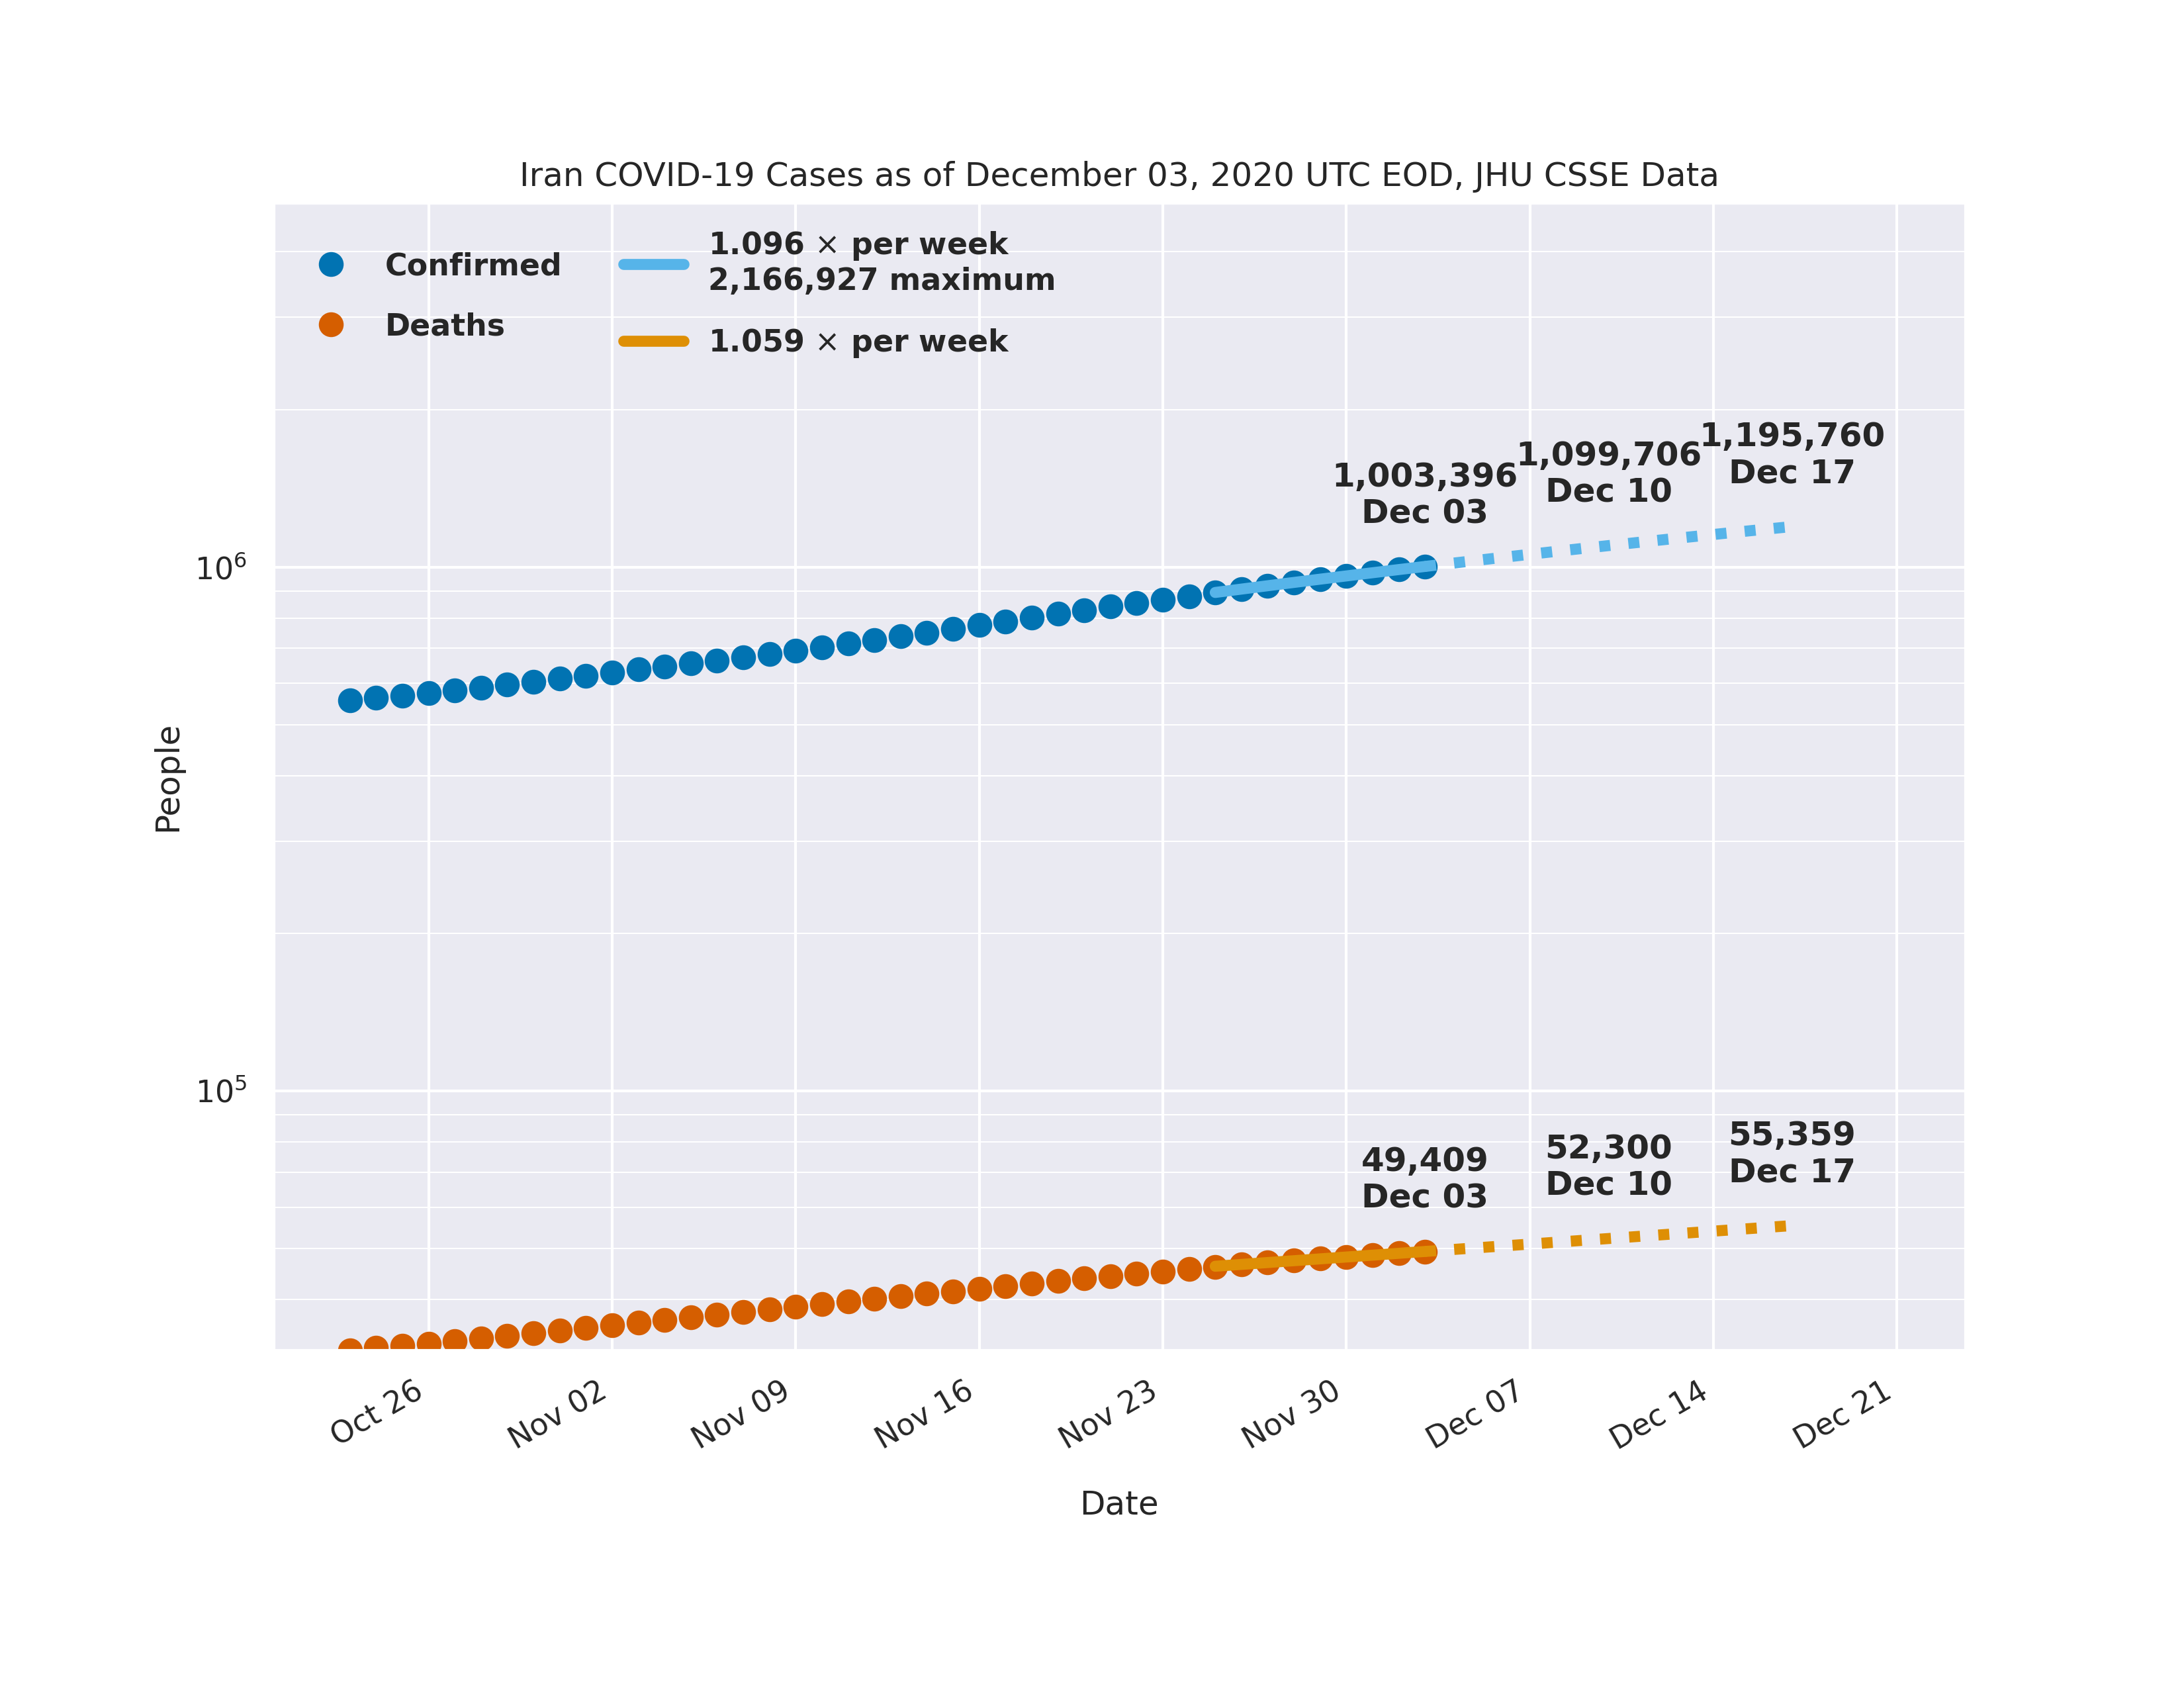 Iran COVID-19 Cases as of December 03, 2020 UTC EOD, JHU CSSE Data
Confirmed
Deaths
1.096 × per week
2,166,927 maximum
1.059 × per week
1,003,396
Dec 03
1,099,706
Dec 10
1,195,760
Dec 17
49,409
Dec 03
52,300
Dec 10
55,359
Dec 17
People
10⁶
10⁵
Oct 26
Nov 02
Nov 09
Nov 16
Nov 23
Nov 30
Dec 07
Dec 14
Dec 21
Date